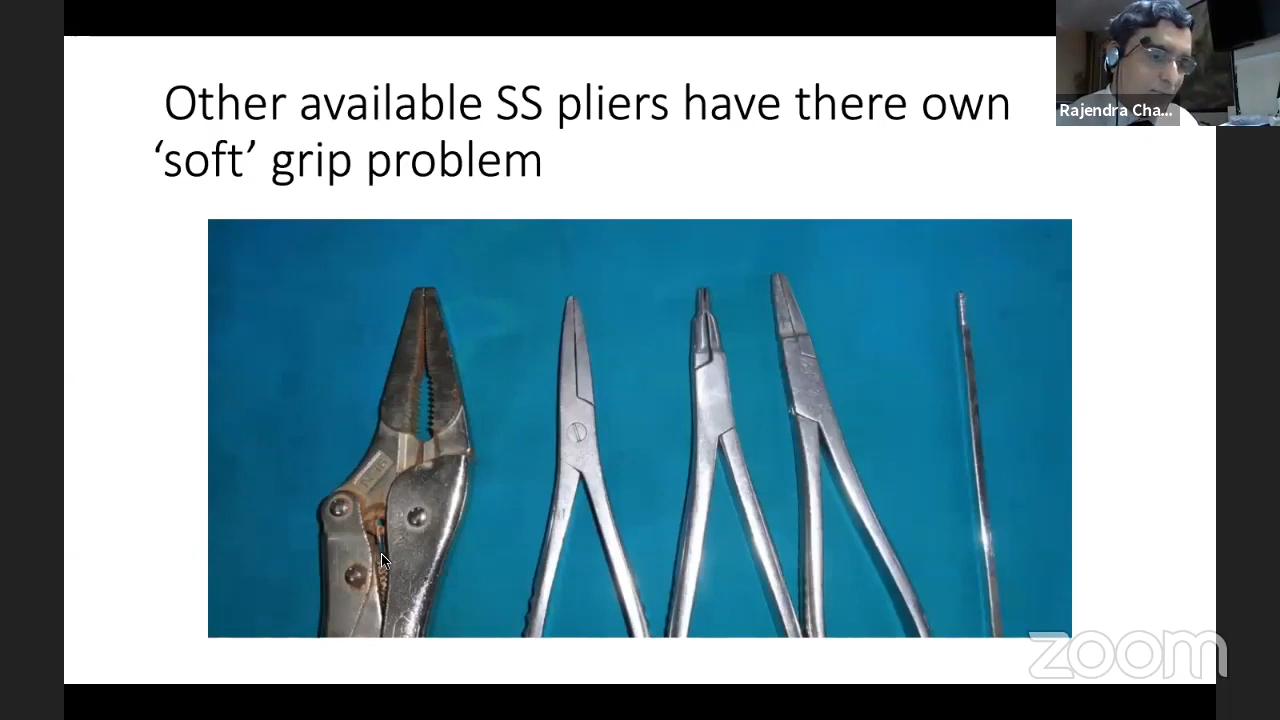 Other available SS pliers have there own
‘soft’ grip problem
Rajendra Cha...
zoom